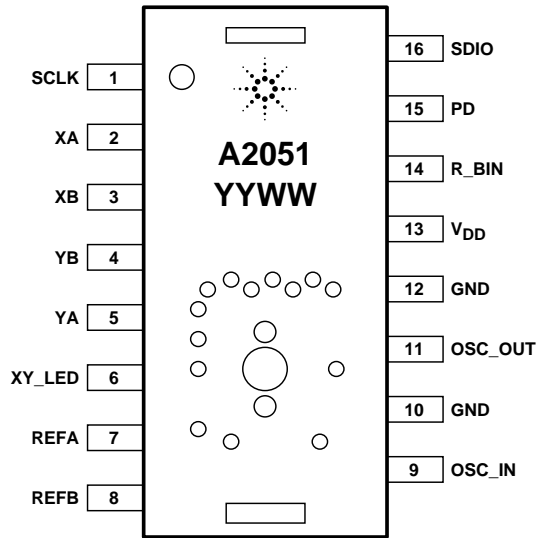 A2051
YYWW
SCLK 1
XA 2
XB 3
YB 4
YA 5
XY_LED 6
REFA 7
REFB 8
16 SDIO
15 PD
14 R_BIN
13 VDD
12 GND
11 OSC_OUT
10 GND
9 OSC_IN